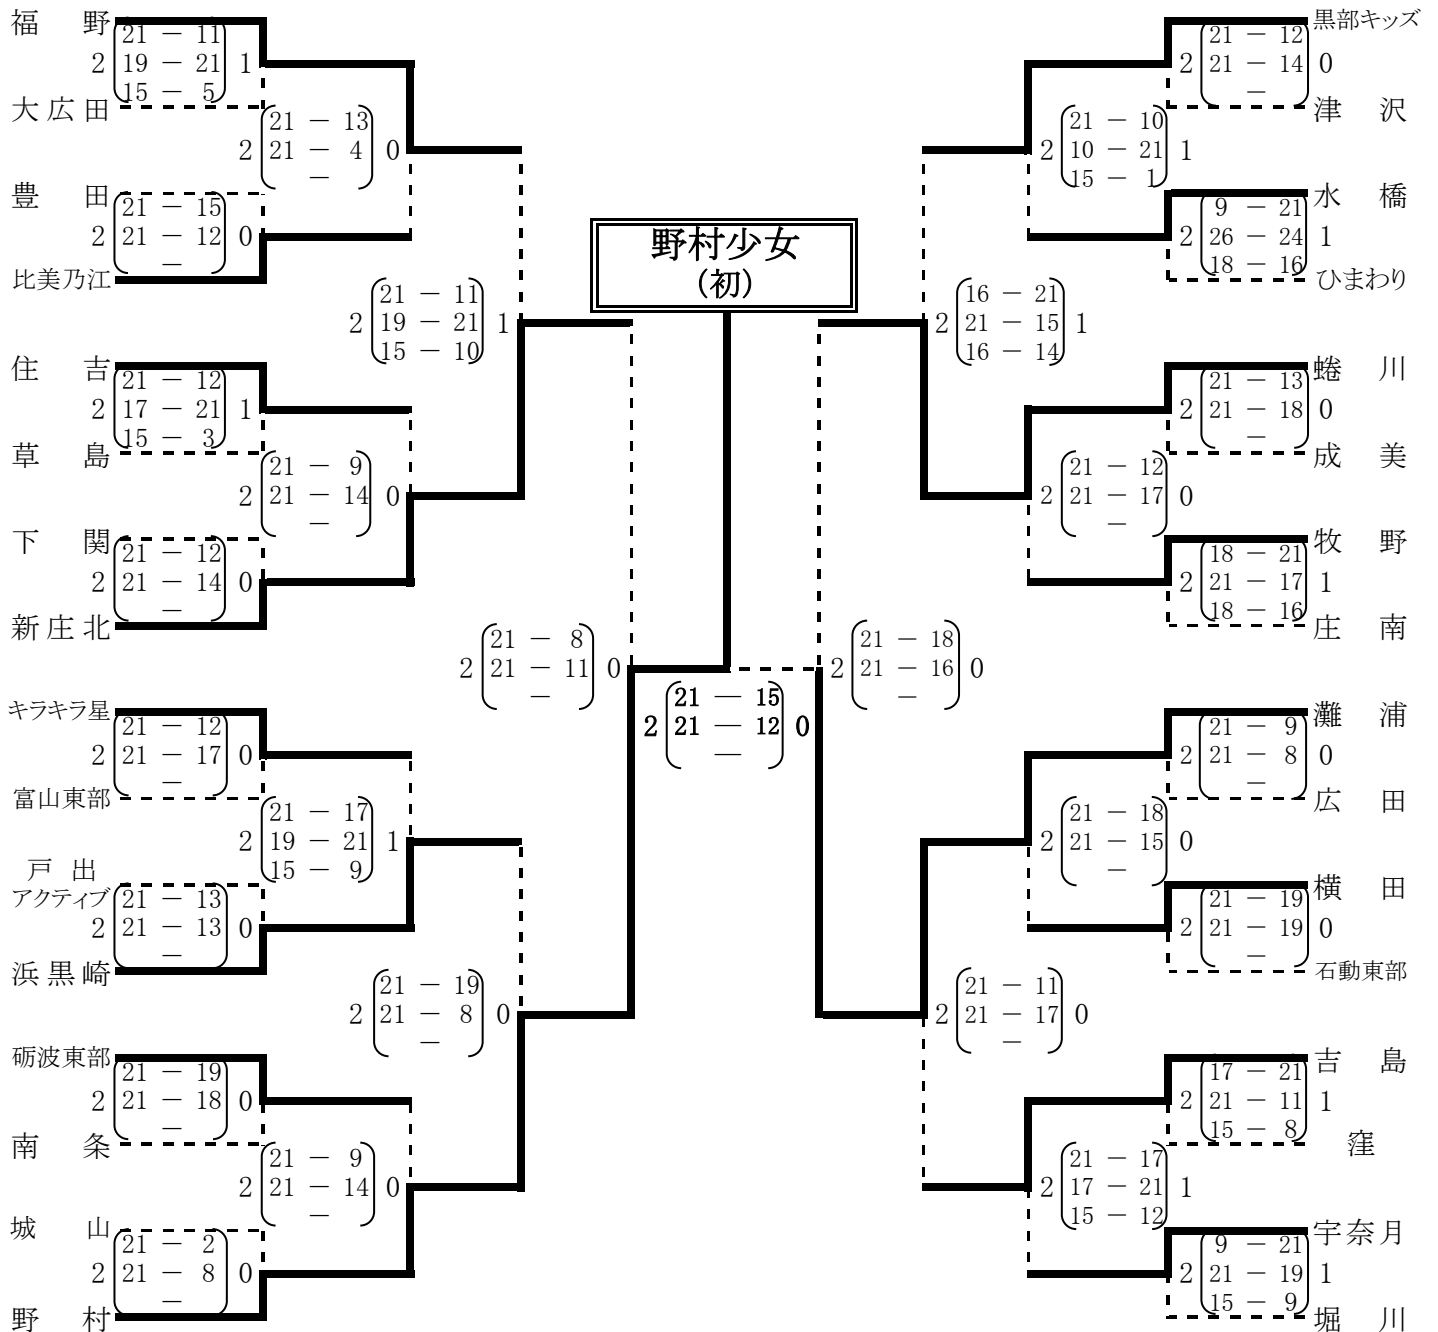 福野
21 － 11
2 19 － 21 1
15 － 5
大広田
21 － 13
2 21 － 4 0
－
豊田
21 － 15
2 21 － 12 0
－
比美乃江
21 － 11
2 19 － 21 1
15 － 10
住吉
21 － 12
2 17 － 21 1
15 － 3
草島
21 － 9
2 21 － 14 0
－
下関
21 － 12
2 21 － 14 0
－
新庄北
21 － 8
2 21 － 11 0
－
キラキラ星
21 － 12
2 21 － 17 0
－
富山東部
21 － 17
2 19 － 21 1
15 － 9
戸出
アクティブ
21 － 13
2 21 － 13 0
－
浜黒崎
21 － 19
2 21 － 8 0
－
砺波東部
21 － 19
2 21 － 18 0
－
南条
21 － 9
2 21 － 14 0
－
城山
21 － 2
2 21 － 8 0
－
野村
野村少女
(初)
21 － 15
2 21 － 12 0
－
黒部キッズ
21 － 12
2 21 － 14 0
－
津沢
21 － 10
2 10 － 21 1
15 － 1
水橋
9 － 21
2 26 － 24 1
18 － 16
ひまわり
16 － 21
2 21 － 15 1
16 － 14
蜷川
21 － 13
2 21 － 18 0
－
成美
21 － 12
2 21 － 17 0
－
牧野
18 － 21
2 21 － 17 1
18 － 16
庄南
21 － 18
2 21 － 16 0
－
灘浦
21 － 9
2 21 － 8 0
－
広田
21 － 18
2 21 － 15 0
－
横田
21 － 19
2 21 － 19 0
－
石動東部
21 － 11
2 21 － 17 0
－
吉島
17 － 21
2 21 － 11 1
15 － 8
窪
21 － 17
2 17 － 21 1
15 － 12
宇奈月
9 － 21
2 21 － 19 1
15 － 9
堀川